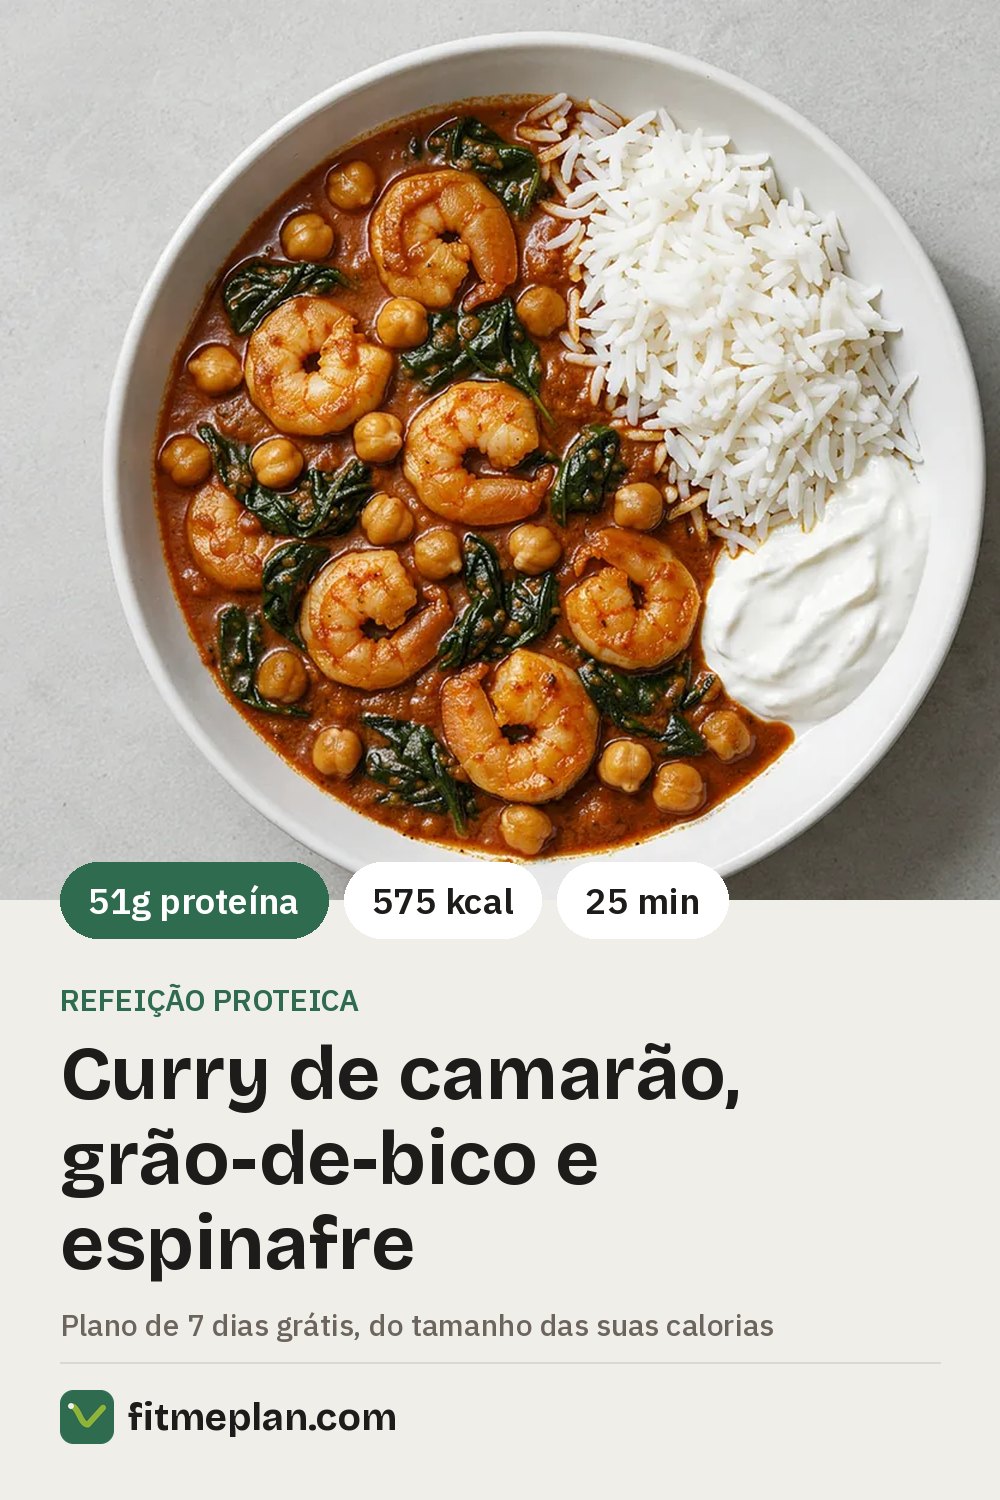 51g proteína
575 kcal
25 min
REFEIÇÃO PROTEICA
Curry de camarão,
grão-de-bico e
espinafre
Plano de 7 dias grátis, do tamanho das suas calorias
fitmeplan.com